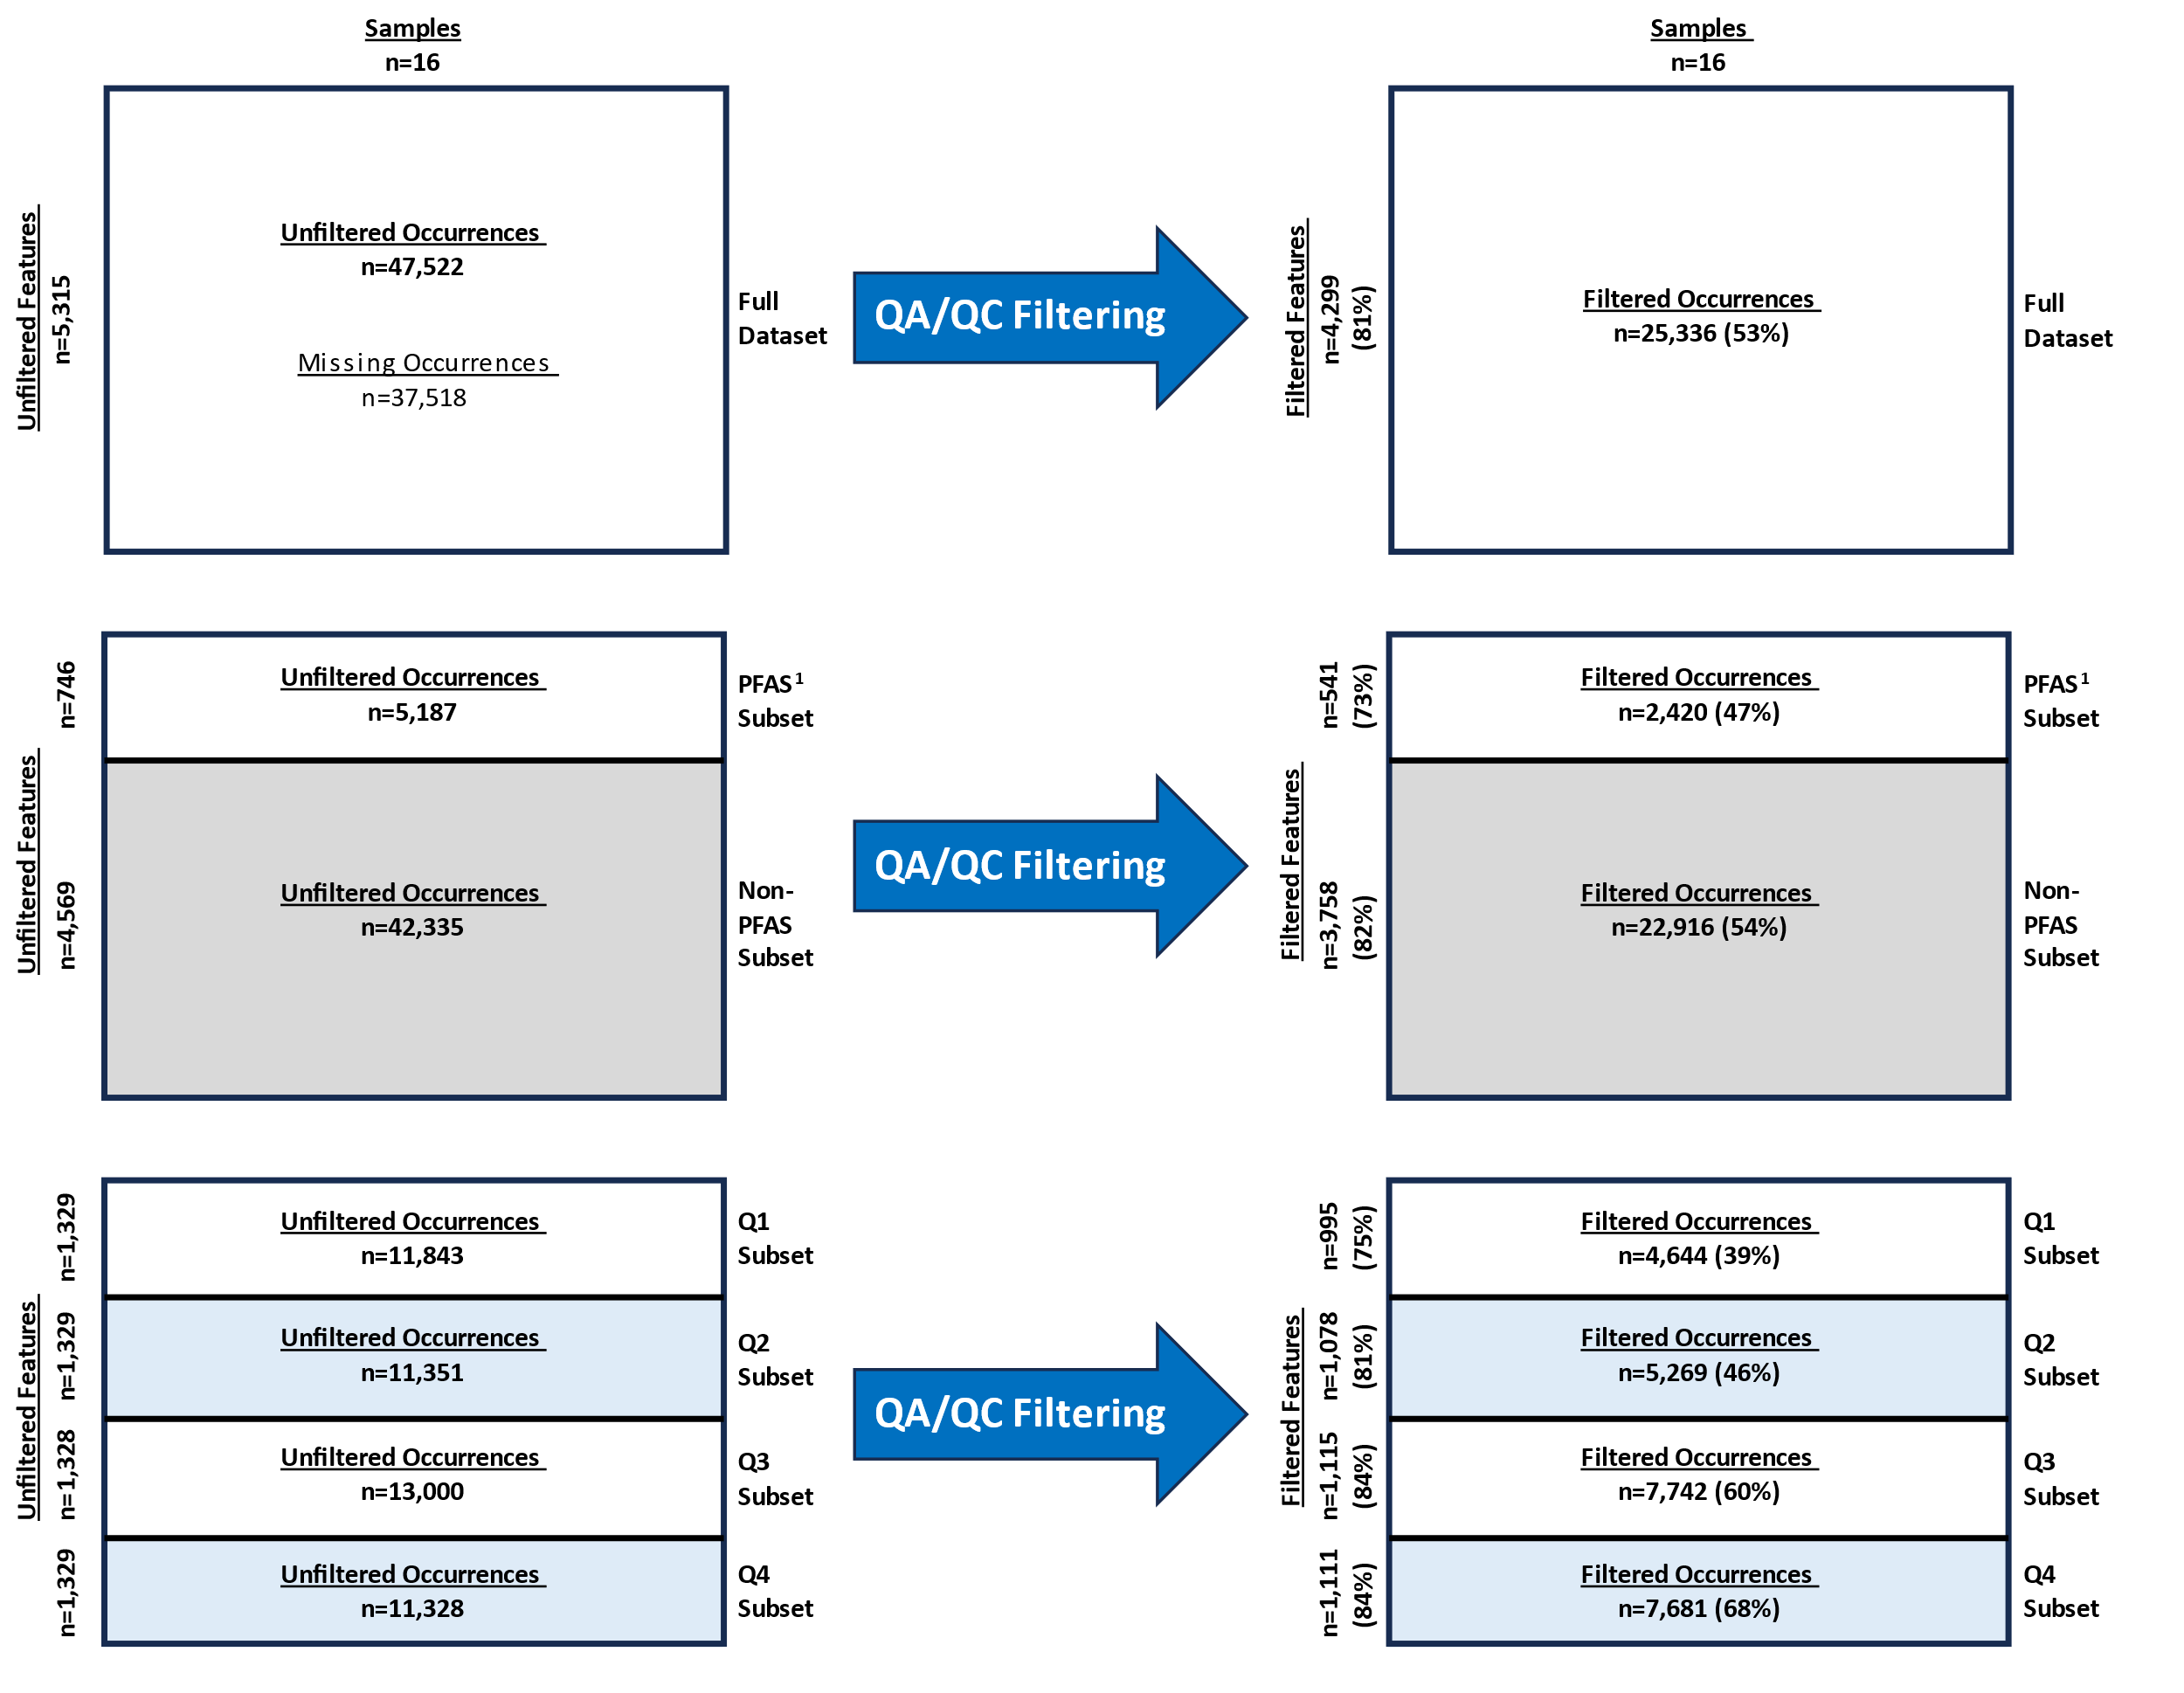 Samples
n=16
Unfiltered Features
n=5,315
Unfiltered Occurrences
n=47,522
Missing Occurrences
n=37,518
Full
Dataset
QA/QC Filtering
Samples
n=16
Filtered Features
n=4,299
(81%)
Filtered Occurrences
n=25,336 (53%)
Full
Dataset
Unfiltered Features
n=746
Unfiltered Occurrences
n=5,187
PFAS¹
Subset
n=4,569
Unfiltered Occurrences
n=42,335
Non-
PFAS
Subset
QA/QC Filtering
Filtered Features
n=541
(73%)
Filtered Occurrences
n=2,420 (47%)
PFAS¹
Subset
n=3,758
(82%)
Filtered Occurrences
n=22,916 (54%)
Non-
PFAS
Subset
Unfiltered Features
n=1,329
Unfiltered Occurrences
n=11,843
Q1
Subset
n=1,329
Unfiltered Occurrences
n=11,351
Q2
Subset
n=1,328
Unfiltered Occurrences
n=13,000
Q3
Subset
n=1,329
Unfiltered Occurrences
n=11,328
Q4
Subset
QA/QC Filtering
Filtered Features
n=995
(75%)
Filtered Occurrences
n=4,644 (39%)
Q1
Subset
n=1,078
(81%)
Filtered Occurrences
n=5,269 (46%)
Q2
Subset
n=1,115
(84%)
Filtered Occurrences
n=7,742 (60%)
Q3
Subset
n=1,111
(84%)
Filtered Occurrences
n=7,681 (68%)
Q4
Subset